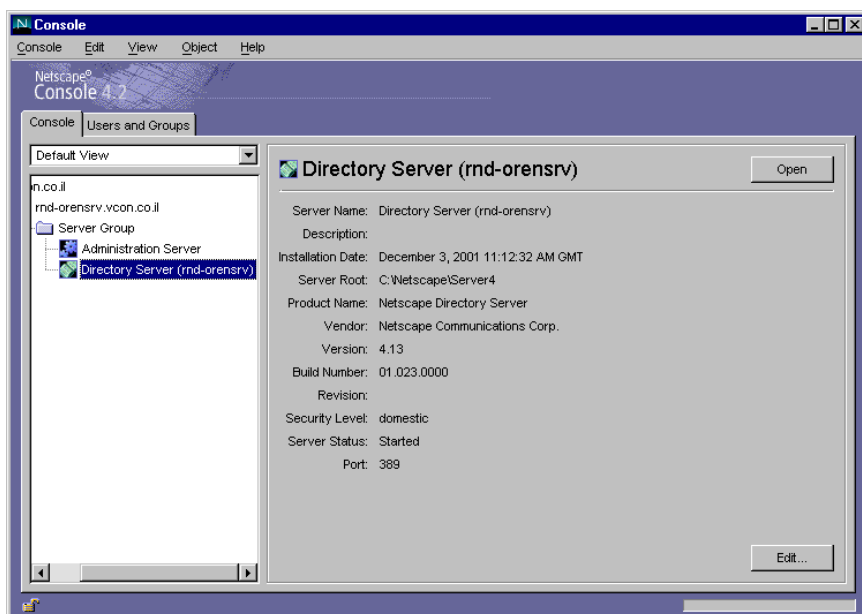 Console
Console Edit View Object Help
Netscape®
Console 4.2
Console Users and Groups
Default View
n.co.il
rnd-orensrv.vcon.co.il
Server Group
Administration Server
Directory Server (rnd-orensrv)
Directory Server (rnd-orensrv)
Open
Server Name: Directory Server (rnd-orensrv)
Description:
Installation Date: December 3, 2001 11:12:32 AM GMT
Server Root: C:\Netscape\Server4
Product Name: Netscape Directory Server
Vendor: Netscape Communications Corp.
Version: 4.13
Build Number: 01.023.0000
Revision:
Security Level: domestic
Server Status: Started
Port: 389
Edit...